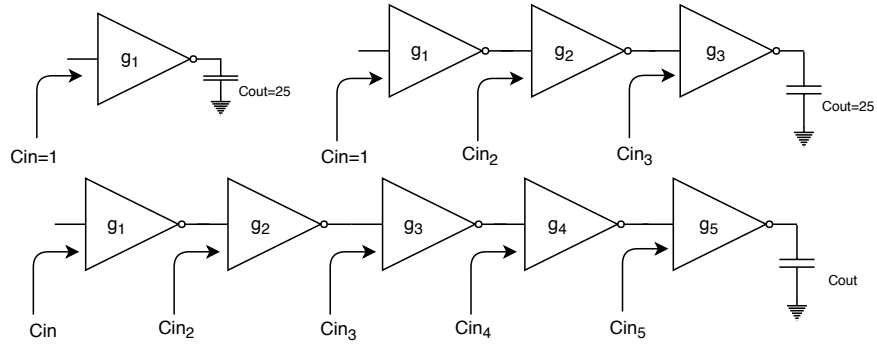 g₁
Cout=25
Cin=1
g₁ g₂ g₃
Cout=25
Cin=1 Cin₂ Cin₃
g₁ g₂ g₃ g₄ g₅
Cout
Cin Cin₂ Cin₃ Cin₄ Cin₅